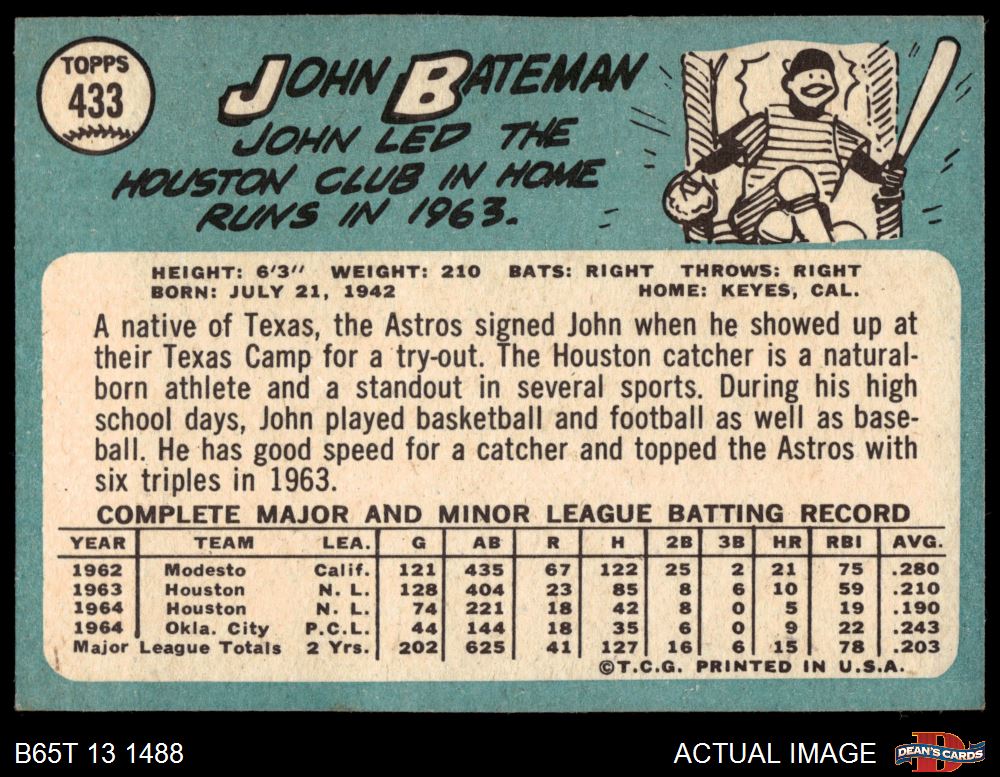 TOPPS
433
JOHN BATEMAN
JOHN LED THE
HOUSTON CLUB IN HOME
RUNS IN 1963.
HEIGHT: 6'3" WEIGHT: 210 BATS: RIGHT THROWS: RIGHT
BORN: JULY 21, 1942 HOME: KEYES, CAL.
A native of Texas, the Astros signed John when he showed up at
their Texas Camp for a try-out. The Houston catcher is a natural-
born athlete and a standout in several sports. During his high
school days, John played basketball and football as well as base-
ball. He has good speed for a catcher and topped the Astros with
six triples in 1963.
COMPLETE MAJOR AND MINOR LEAGUE BATTING RECORD
YEAR TEAM LEA. G AB R H 2B 3B HR RBI AVG.
1962 Modesto Calif. 121 435 67 122 25 2 21 75 .280
1963 Houston N. L. 128 404 23 85 8 6 10 59 .210
1964 Houston N. L. 74 221 18 42 8 0 5 19 .190
1964 Okla. City P.C.L. 44 144 18 35 6 0 9 22 .243
Major League Totals 2 Yrs. 202 625 41 127 16 6 15 78 .203
©T.C.G. PRINTED IN U.S.A.
B65T 13 1488 ACTUAL IMAGE DEAN'S CARDS